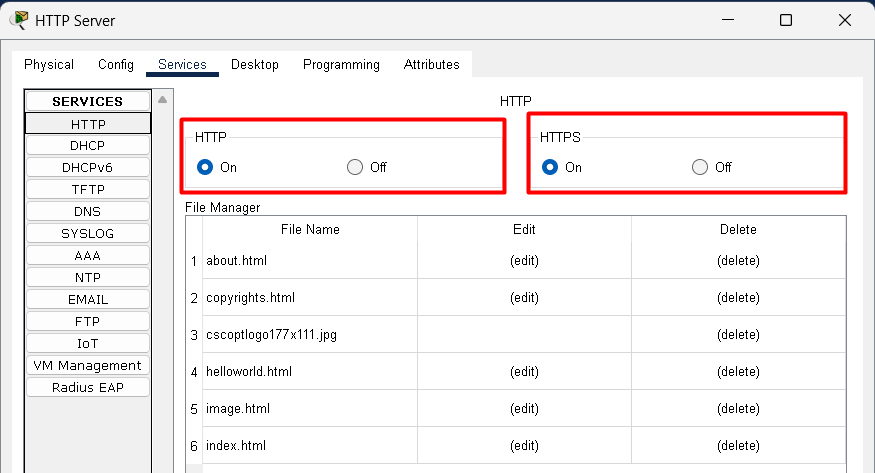 HTTP Server
Physical Config Services Desktop Programming Attributes
SERVICES
HTTP
DHCP
DHCPv6
TFTP
DNS
SYSLOG
AAA
NTP
EMAIL
FTP
IoT
VM Management
Radius EAP
HTTP
HTTP
On Off
HTTPS
On Off
File Manager
File Name Edit Delete
1 about.html (edit) (delete)
2 copyrights.html (edit) (delete)
3 cscoptlogo177x111.jpg (delete)
4 helloworld.html (edit) (delete)
5 image.html (edit) (delete)
6 index.html (edit) (delete)